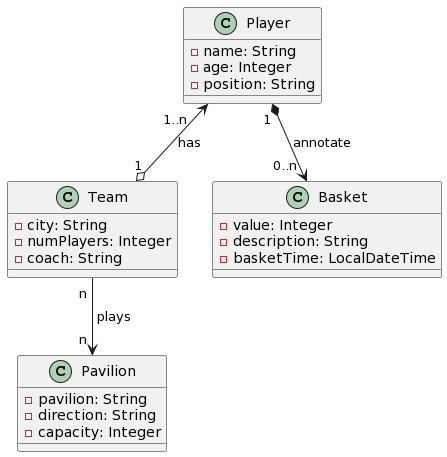 C Player
name: String
age: Integer
position: String
1..n
1
has
annotate
1
0..n
C Team
city: String
numPlayers: Integer
coach: String
C Basket
value: Integer
description: String
basketTime: LocalDateTime
n
plays
n
C Pavilion
pavilion: String
direction: String
capacity: Integer